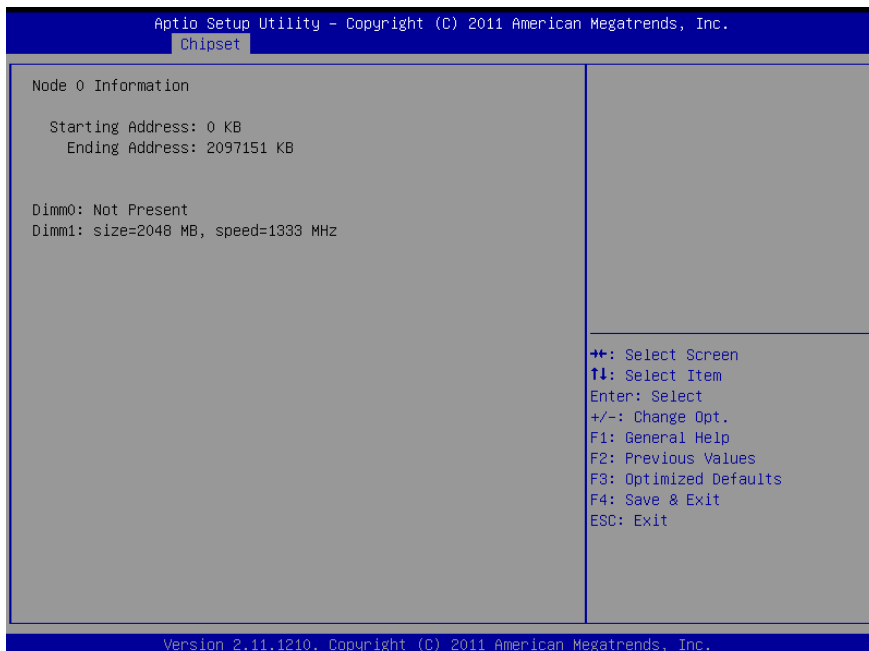 Aptio Setup Utility – Copyright (C) 2011 American Megatrends, Inc.
Chipset
Node 0 Information
Starting Address: 0 KB
Ending Address: 2097151 KB
Dimm0: Not Present
Dimm1: size=2048 MB, speed=1333 MHz
→←: Select Screen
↑↓: Select Item
Enter: Select
+/-: Change Opt.
F1: General Help
F2: Previous Values
F3: Optimized Defaults
F4: Save & Exit
ESC: Exit
Version 2.11.1210. Copyright (C) 2011 American Megatrends, Inc.